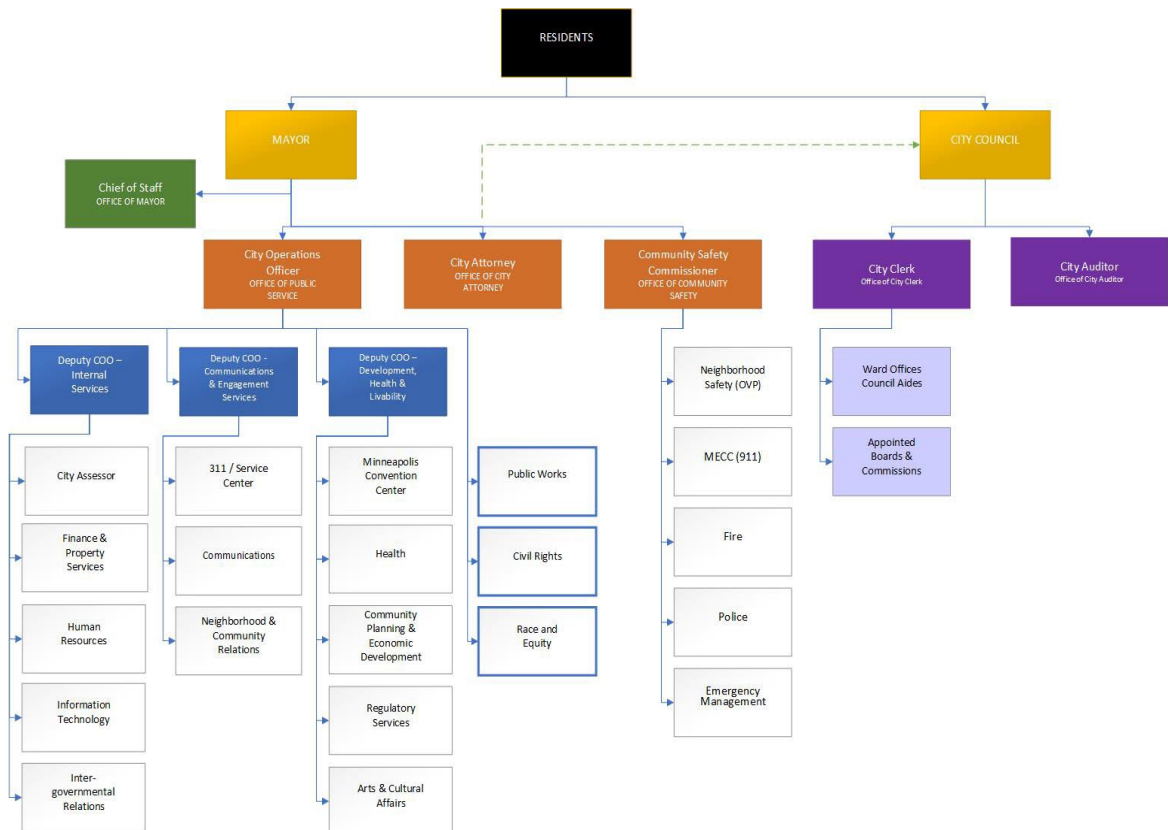 RESIDENTS
MAYOR
CITY COUNCIL
Chief of Staff
OFFICE OF MAYOR
City Operations
Officer
OFFICE OF PUBLIC
SERVICE
City Attorney
OFFICE OF CITY
ATTORNEY
Community Safety
Commissioner
OFFICE OF COMMUNITY
SAFETY
City Clerk
Office of City Clerk
City Auditor
Office of City Auditor
Deputy COO –
Internal
Services
Deputy COO -
Communications
& Engagement
Services
Deputy COO –
Development,
Health &
Livability
Neighborhood
Safety (OVP)
Ward Offices
Council Aides
City Assessor
311 / Service
Center
Minneapolis
Convention
Center
Public Works
MECC (911)
Appointed
Boards &
Commissions
Finance &
Property
Services
Communications
Health
Civil Rights
Fire
Human
Resources
Neighborhood &
Community
Relations
Community
Planning &
Economic
Development
Race and
Equity
Police
Information
Technology
Regulatory
Services
Emergency
Management
Inter-
governmental
Relations
Arts & Cultural
Affairs